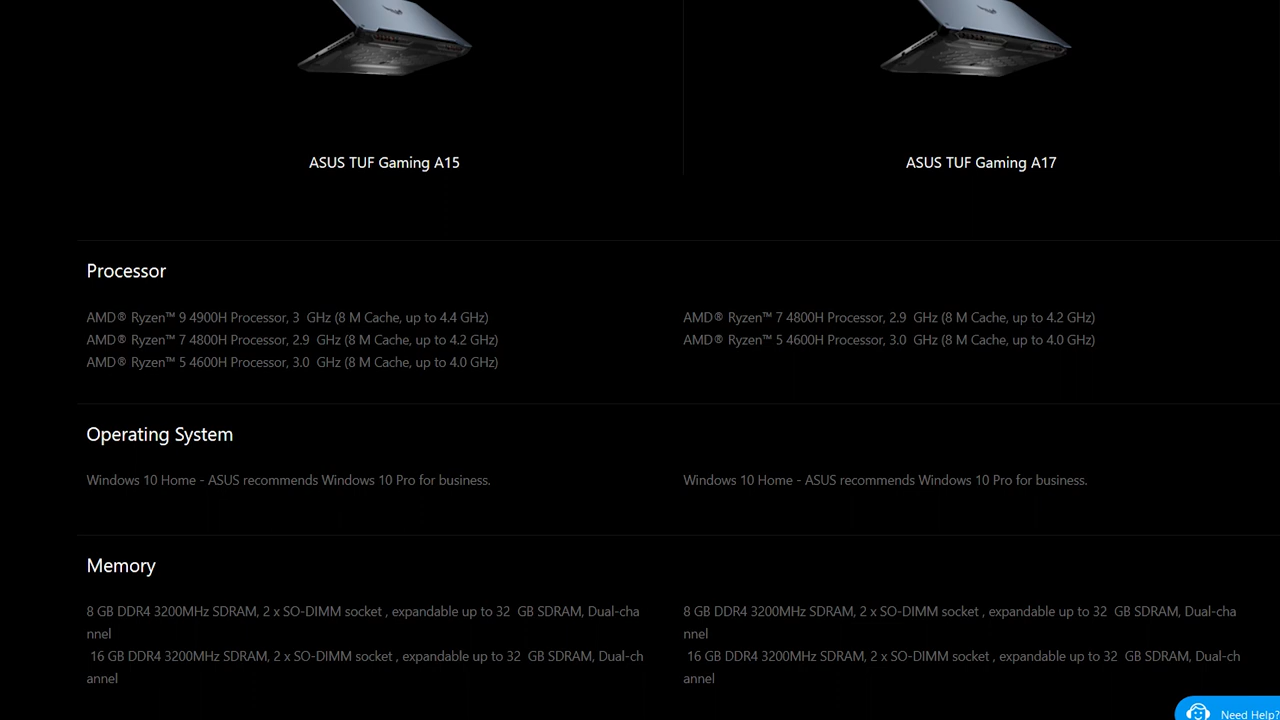 ASUS TUF Gaming A15
ASUS TUF Gaming A17
Processor
AMD® Ryzen™ 9 4900H Processor, 3  GHz (8 M Cache, up to 4.4 GHz)
AMD® Ryzen™ 7 4800H Processor, 2.9  GHz (8 M Cache, up to 4.2 GHz)
AMD® Ryzen™ 5 4600H Processor, 3.0  GHz (8 M Cache, up to 4.0 GHz)
AMD® Ryzen™ 7 4800H Processor, 2.9  GHz (8 M Cache, up to 4.2 GHz)
AMD® Ryzen™ 5 4600H Processor, 3.0  GHz (8 M Cache, up to 4.0 GHz)
Operating System
Windows 10 Home - ASUS recommends Windows 10 Pro for business.
Windows 10 Home - ASUS recommends Windows 10 Pro for business.
Memory
8 GB DDR4 3200MHz SDRAM, 2 x SO-DIMM socket , expandable up to 32  GB SDRAM, Dual-cha
nnel
16 GB DDR4 3200MHz SDRAM, 2 x SO-DIMM socket , expandable up to 32  GB SDRAM, Dual-ch
annel
8 GB DDR4 3200MHz SDRAM, 2 x SO-DIMM socket , expandable up to 32  GB SDRAM, Dual-cha
nnel
16 GB DDR4 3200MHz SDRAM, 2 x SO-DIMM socket , expandable up to 32  GB SDRAM, Dual-ch
annel
Need Help?